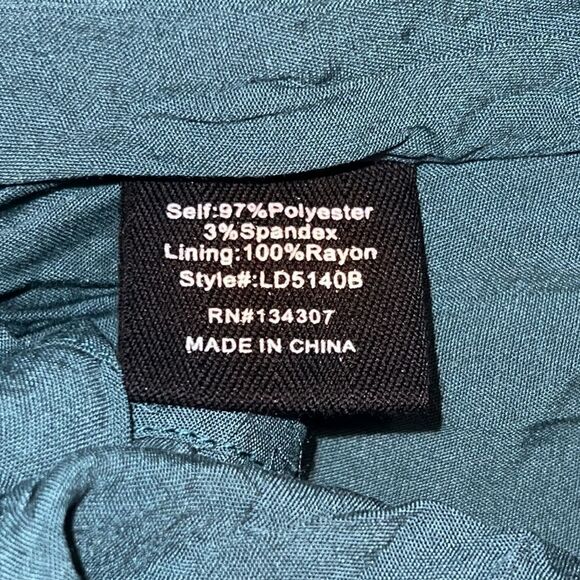 Self:97%Polyester
3%Spandex
Lining:100%Rayon
Style#:LD5140B
RN#134307
MADE IN CHINA